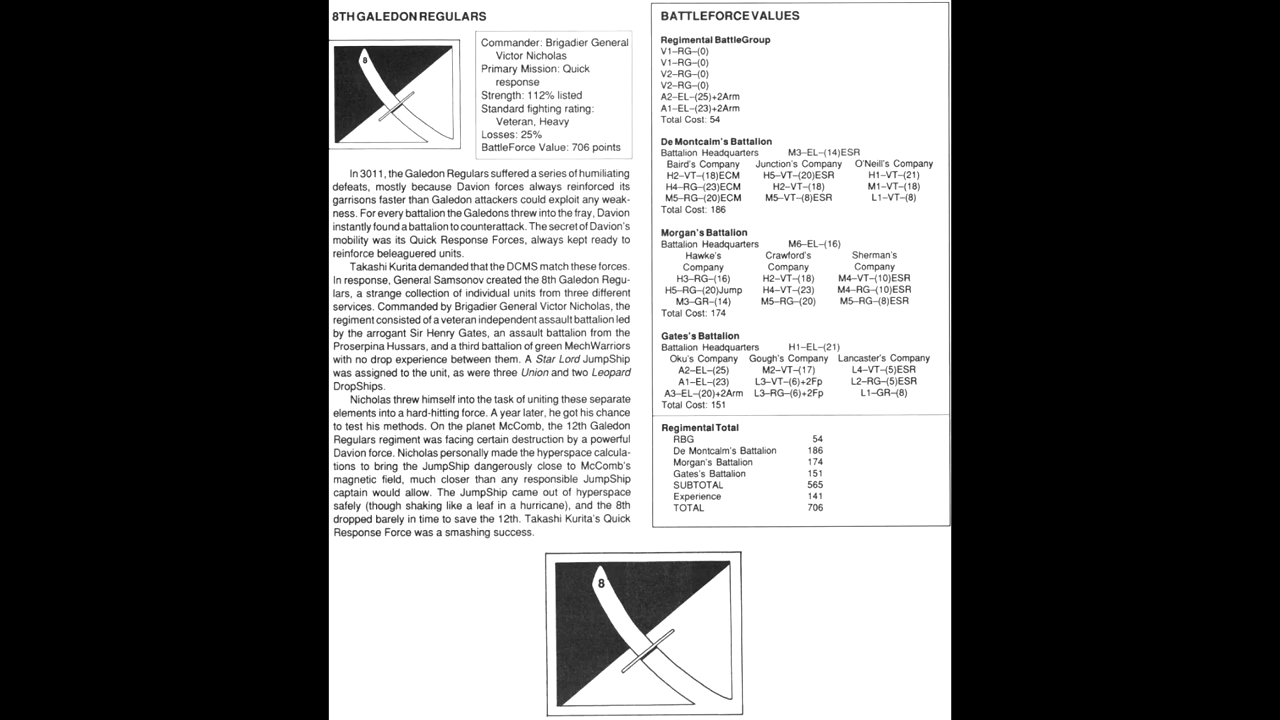 8TH GALEDON REGULARS
8
Commander: Brigadier General
Victor Nicholas
Primary Mission: Quick
response
Strength: 112% listed
Standard fighting rating:
Veteran, Heavy
Losses: 25%
BattleForce Value: 706 points
In 3011, the Galedon Regulars suffered a series of humiliating
defeats, mostly because Davion forces always reinforced its
garrisons faster than Galedon attackers could exploit any weak-
ness. For every battalion the Galedons threw into the fray, Davion
instantly found a battalion to counterattack. The secret of Davion's
mobility was its Quick Response Forces, always kept ready to
reinforce beleaguered units.
Takashi Kurita demanded that the DCMS match these forces.
In response, General Samsonov created the 8th Galedon Regu-
lars, a strange collection of individual units from three different
services. Commanded by Brigadier General Victor Nicholas, the
regiment consisted of a veteran independent assault battalion led
by the arrogant Sir Henry Gates, an assault battalion from the
Proserpina Hussars, and a third battalion of green MechWarriors
with no drop experience between them. A Star Lord JumpShip
was assigned to the unit, as were three Union and two Leopard
DropShips.
Nicholas threw himself into the task of uniting these separate
elements into a hard-hitting force. A year later, he got his chance
to test his methods. On the planet McComb, the 12th Galedon
Regulars regiment was facing certain destruction by a powerful
Davion force. Nicholas personally made the hyperspace calcula-
tions to bring the JumpShip dangerously close to McComb's
magnetic field, much closer than any responsible JumpShip
captain would allow. The JumpShip came out of hyperspace
safely (though shaking like a leaf in a hurricane), and the 8th
dropped barely in time to save the 12th. Takashi Kurita's Quick
Response Force was a smashing success.
BATTLEFORCE VALUES
Regimental BattleGroup
V1–RG–(0)
V1–RG–(0)
V2–RG–(0)
V2–RG–(0)
A2–EL–(25)+2Arm
A1–EL–(23)+2Arm
Total Cost: 54
De Montcalm's Battalion
Battalion Headquarters M3–EL–(14)ESR
Baird's Company Junction's Company O'Neill's Company
H2–VT–(18)ECM H5–VT–(20)ESR H1–VT–(21)
H4–RG–(23)ECM H2–VT–(18) M1–VT–(18)
M5–RG–(20)ECM M5–VT–(8)ESR L1–VT–(8)
Total Cost: 186
Morgan's Battalion
Battalion Headquarters M6–EL–(16)
Hawke's Crawford's Sherman's
Company Company Company
H3–RG–(16) H2–VT–(18) M4–VT–(10)ESR
H5–RG–(20)Jump H4–VT–(23) M4–RG–(10)ESR
M3–GR–(14) M5–RG–(20) M5–RG–(8)ESR
Total Cost: 174
Gates's Battalion
Battalion Headquarters H1–EL–(21)
Oku's Company Gough's Company Lancaster's Company
A2–EL–(25) M2–VT–(17) L4–VT–(5)ESR
A1–EL–(23) L3–VT–(6)+2Fp L2–RG–(5)ESR
A3–EL–(20)+2Arm L3–RG–(6)+2Fp L1–GR–(8)
Total Cost: 151
Regimental Total
RBG 54
De Montcalm's Battalion 186
Morgan's Battalion 174
Gates's Battalion 151
SUBTOTAL 565
Experience 141
TOTAL 706
8